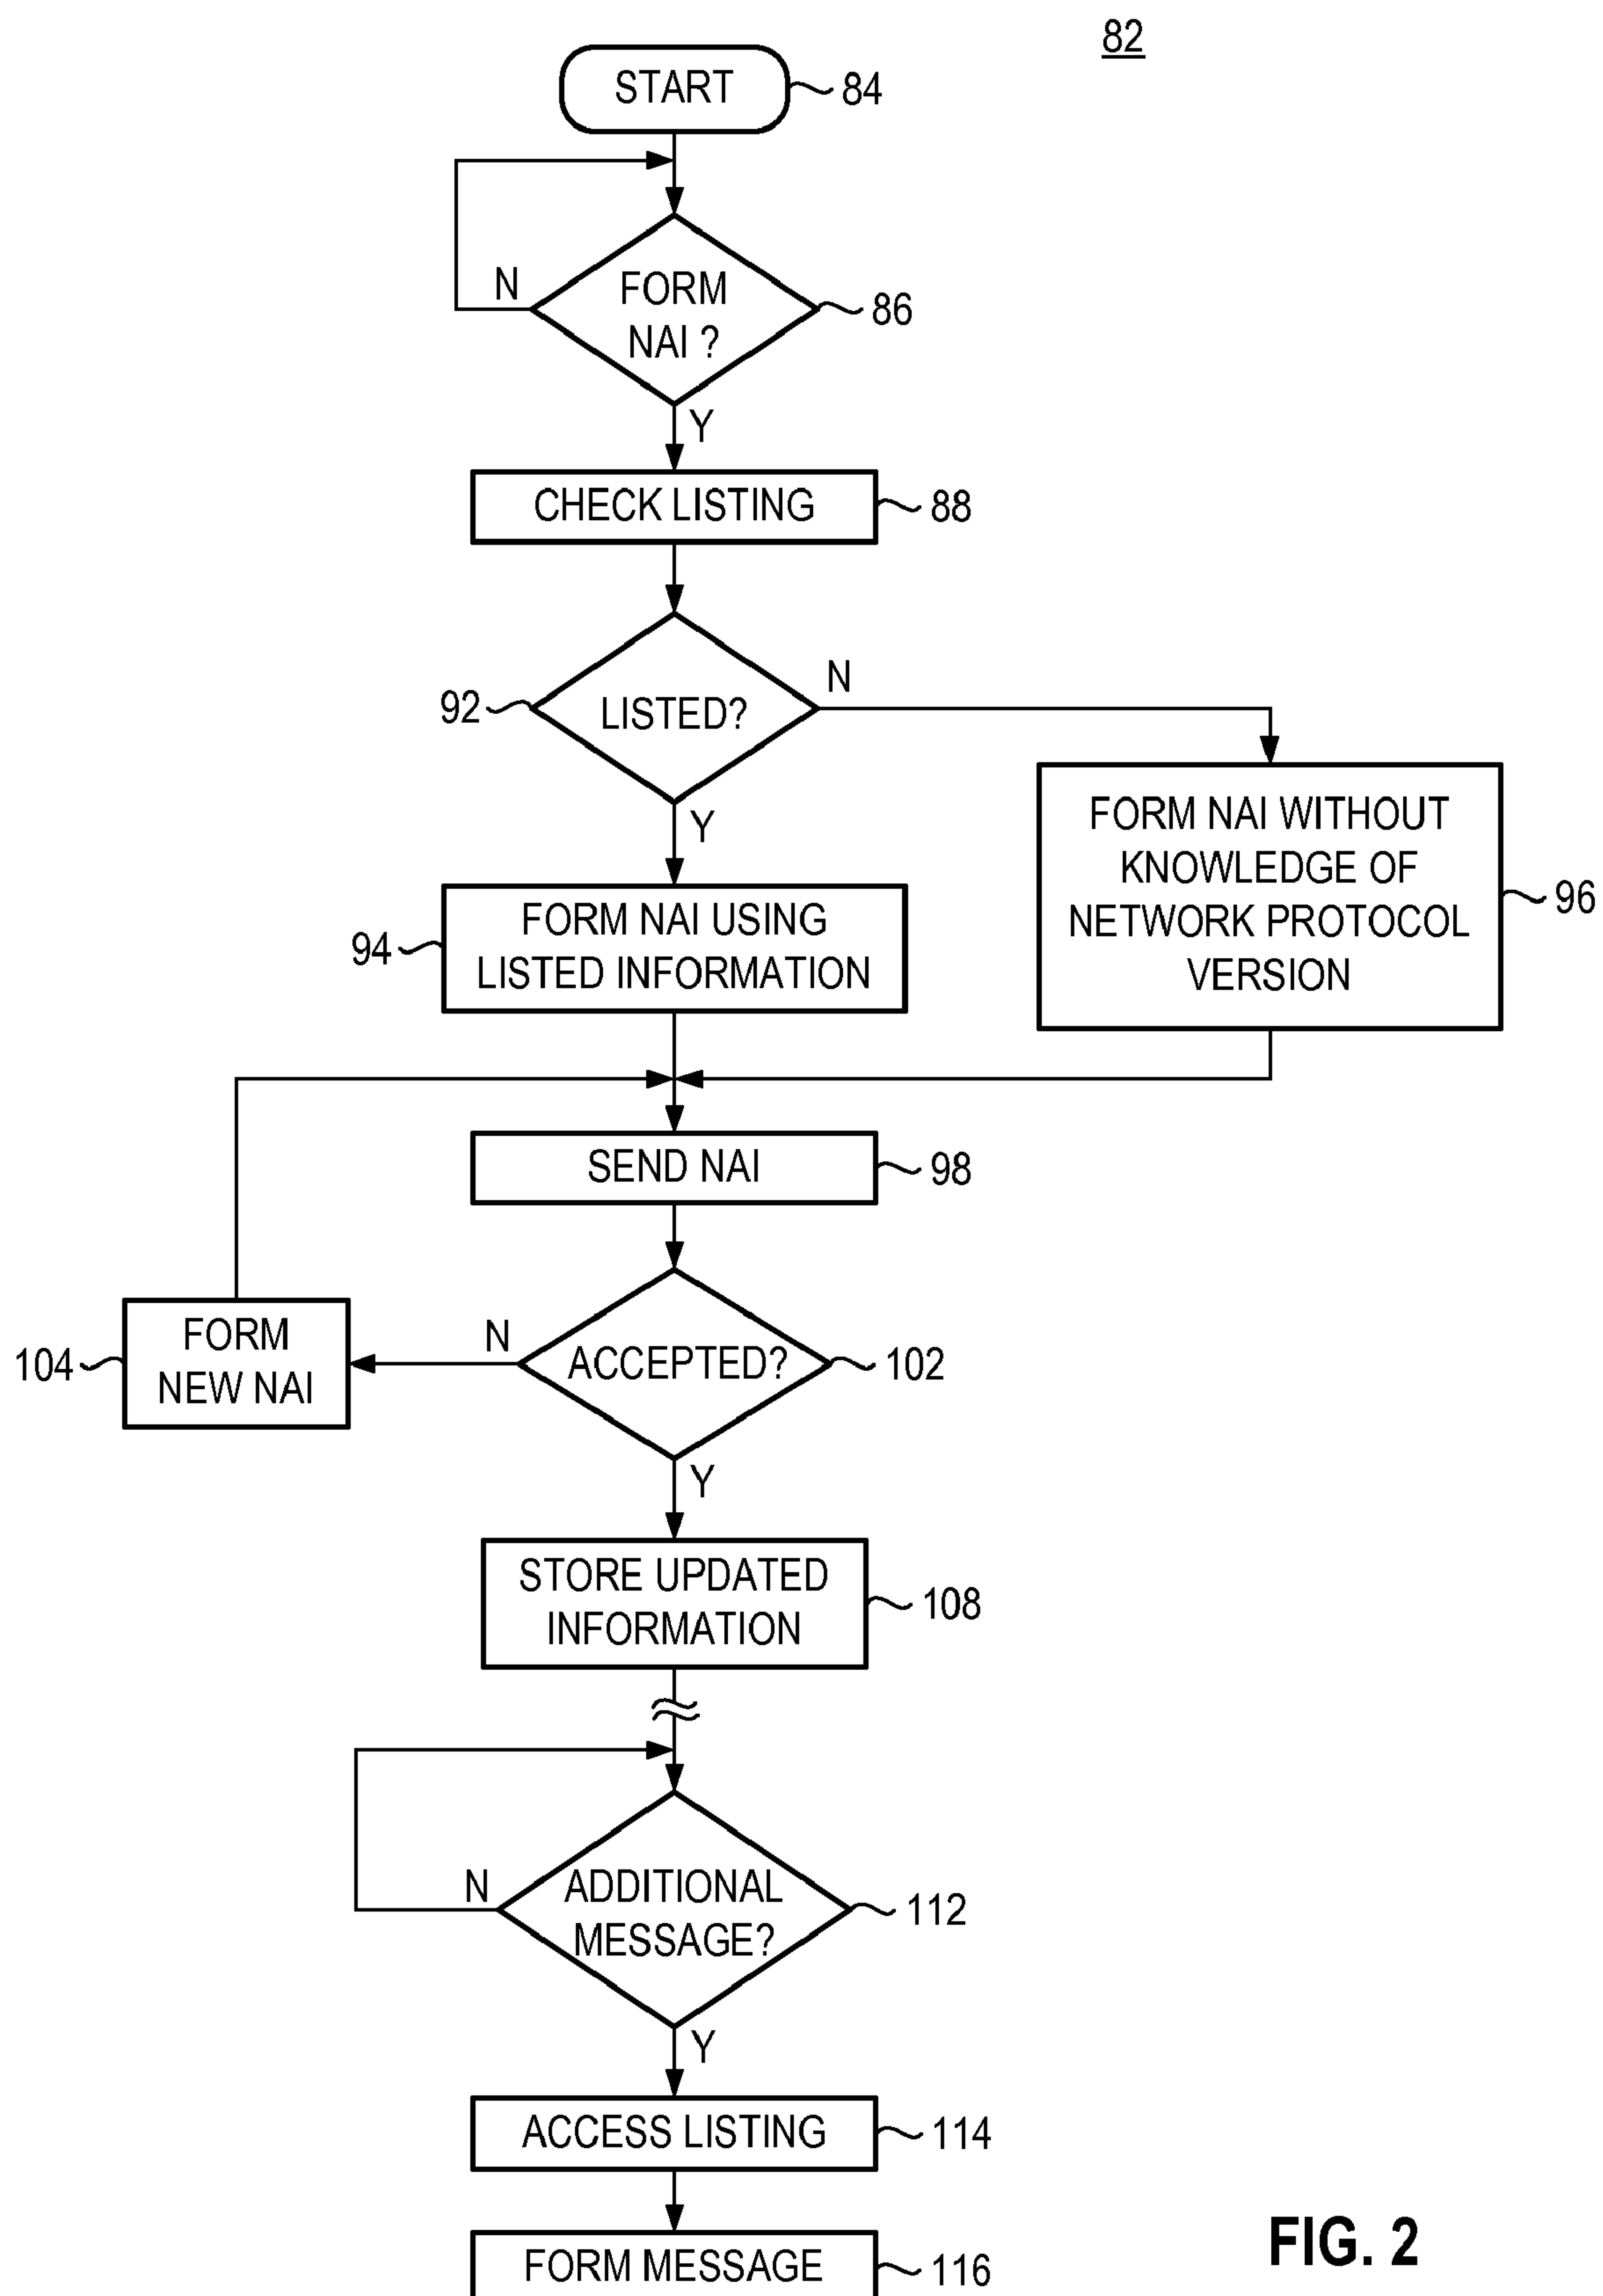 82
START
84
N
FORM
NAI ?
86
Y
CHECK LISTING
88
92
LISTED?
N
Y
FORM NAI USING
LISTED INFORMATION
94
FORM NAI WITHOUT
KNOWLEDGE OF
NETWORK PROTOCOL
VERSION
96
SEND NAI
98
104
FORM
NEW NAI
N
ACCEPTED?
102
Y
STORE UPDATED
INFORMATION
108
N
ADDITIONAL
MESSAGE?
112
Y
ACCESS LISTING
114
FORM MESSAGE
116
FIG. 2